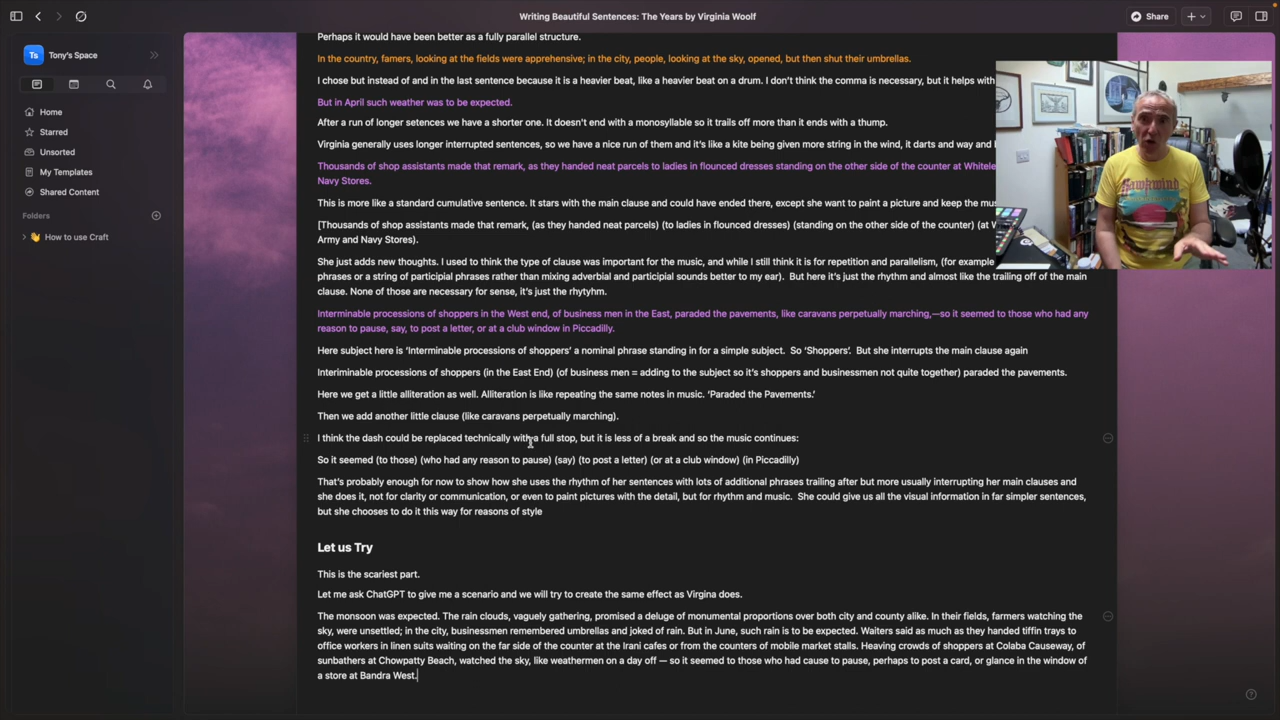 Writing Beautiful Sentences: The Years by Virginia Woolf
Share
Ts
Tony's Space
Home
Starred
Unsorted
My Templates
Shared Content
Folders
How to use Craft
Perhaps it would have been better as a fully parallel structure.
In the country, famers, looking at the fields were apprehensive; in the city, people, looking at the sky, opened, but then shut their umbrellas.
I chose but instead of and in the last sentence because it is a heavier beat, like a heavier beat on a drum. I don't think the comma is necessary, but it helps with
But in April such weather was to be expected.
After a run of longer setences we have a shorter one. It doesn't end with a monosyllable so it trails off more than it ends with a thump.
Virginia generally uses longer interrupted sentences, so we have a nice run of them and it's like a kite being given more string in the wind, it darts and way and
Thousands of shop assistants made that remark, as they handed neat parcels to ladies in flounced dresses standing on the other side of the counter at Whitele
Navy Stores.
This is more like a standard cumulative sentence. It stars with the main clause and could have ended there, except she want to paint a picture and keep the mus
[Thousands of shop assistants made that remark, (as they handed neat parcels) (to ladies in flounced dresses) (standing on the other side of the counter) (at W
Army and Navy Stores).
She just adds new thoughts. I used to think the type of clause was important for the music, and while I still think it is for repetition and parallelism, (for example
phrases or a string of participial phrases rather than mixing adverbial and participial sounds better to my ear). But here it's just the rhythm and almost like the trailing off of the main
clause. None of those are necessary for sense, it's just the rhytyhm.
Interminable processions of shoppers in the West end, of business men in the East, paraded the pavements, like caravans perpetually marching,—so it seemed to those who had any
reason to pause, say, to post a letter, or at a club window in Piccadilly.
Here subject here is 'Interminable processions of shoppers' a nominal phrase standing in for a simple subject. So 'Shoppers'. But she interrupts the main clause again
Interiminable processions of shoppers (in the East End) (of business men = adding to the subject so it's shoppers and businessmen not quite together) paraded the pavements.
Here we get a little alliteration as well. Alliteration is like repeating the same notes in music. 'Paraded the Pavements.'
Then we add another little clause (like caravans perpetually marching).
I think the dash could be replaced technically with a full stop, but it is less of a break and so the music continues:
So it seemed (to those) (who had any reason to pause) (say) (to post a letter) (or at a club window) (in Piccadilly)
That's probably enough for now to show how she uses the rhythm of her sentences with lots of additional phrases trailing after but more usually interrupting her main clauses and
she does it, not for clarity or communication, or even to paint pictures with the detail, but for rhythm and music. She could give us all the visual information in far simpler sentences,
but she chooses to do it this way for reasons of style
Let us Try
This is the scariest part.
Let me ask ChatGPT to give me a scenario and we will try to create the same effect as Virgina does.
The monsoon was expected. The rain clouds, vaguely gathering, promised a deluge of monumental proportions over both city and county alike. In their fields, farmers watching the
sky, were unsettled; in the city, businessmen remembered umbrellas and joked of rain. But in June, such rain is to be expected. Waiters said as much as they handed tiffin trays to
office workers in linen suits waiting on the far side of the counter at the Irani cafes or from the counters of mobile market stalls. Heaving crowds of shoppers at Colaba Causeway, of
sunbathers at Chowpatty Beach, watched the sky, like weathermen on a day off — so it seemed to those who had cause to pause, perhaps to post a card, or glance in the window of
a store at Bandra West.
Hawkwind